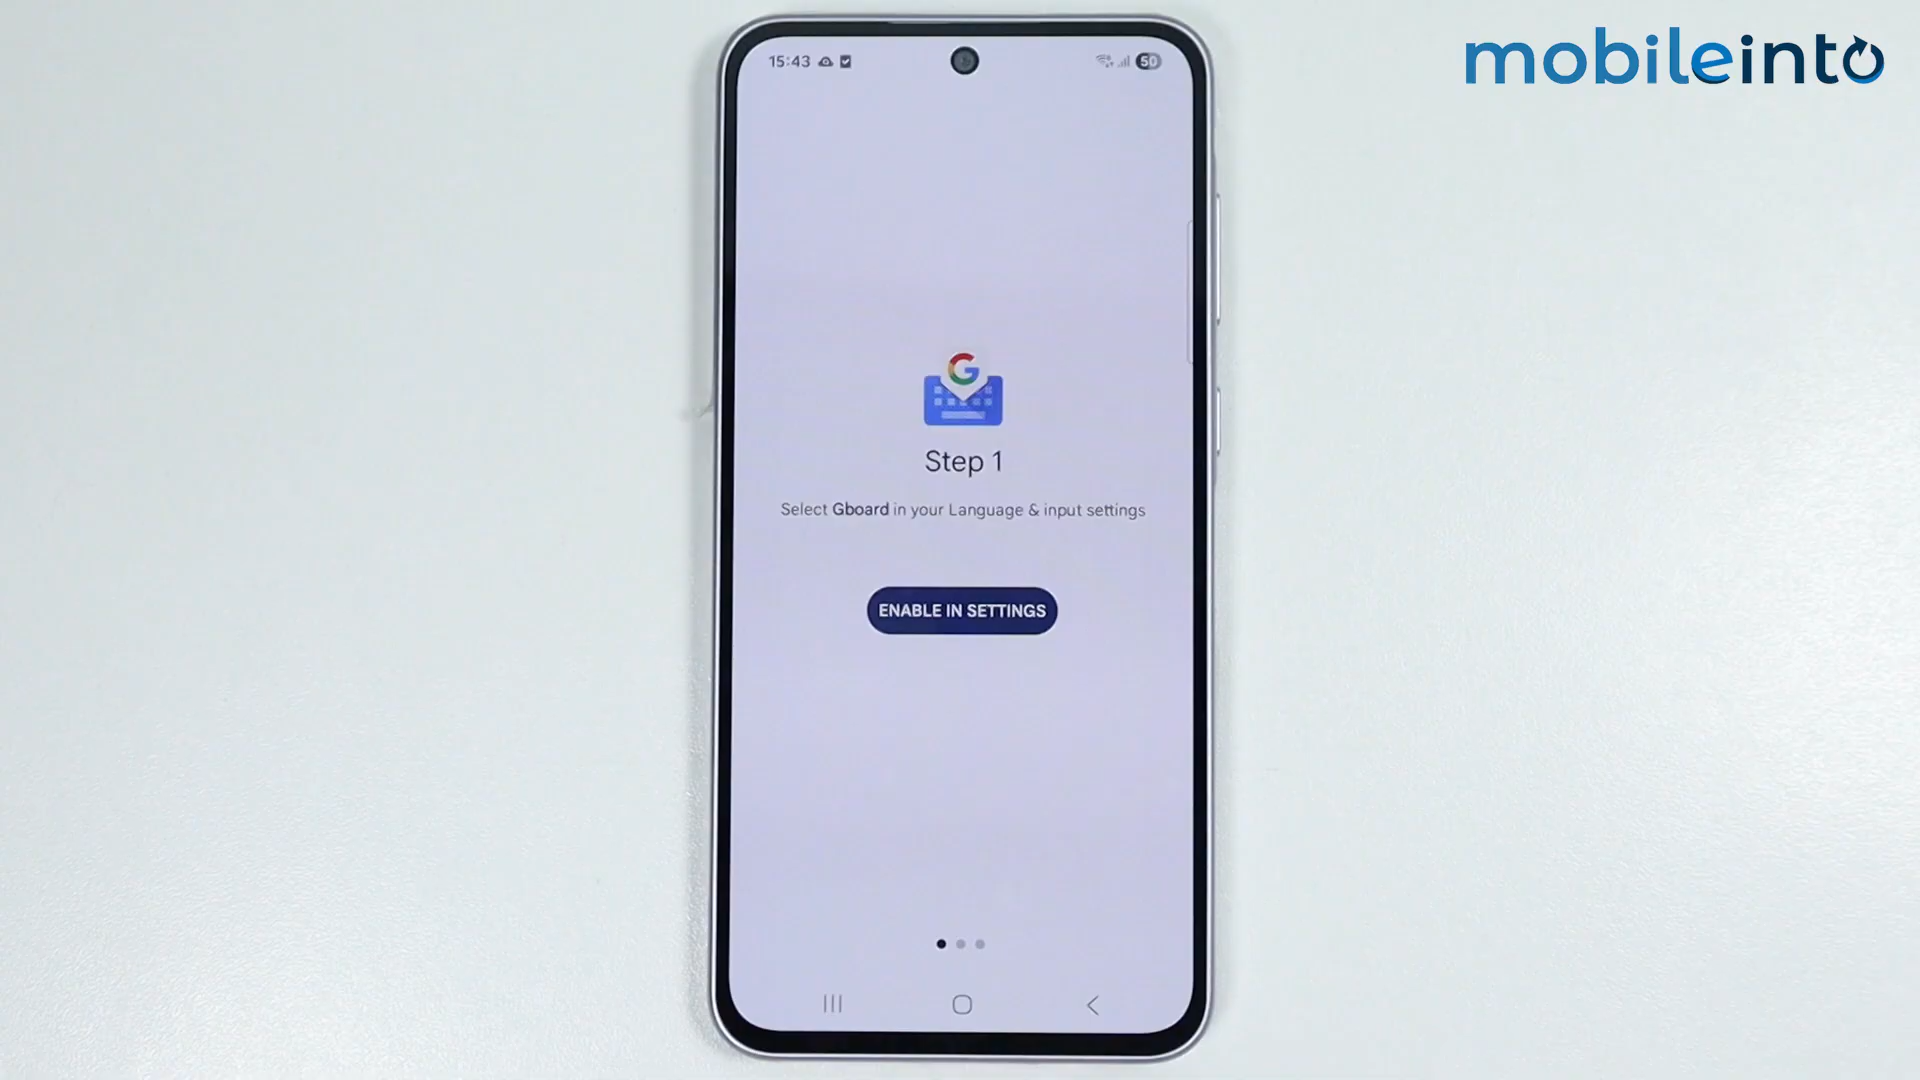 mobileinto
15:43
50
G
Step 1
Select Gboard in your Language & input settings
ENABLE IN SETTINGS